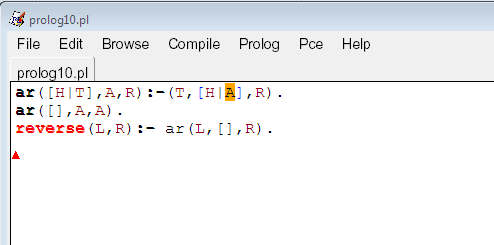 prolog10.pl
File Edit Browse Compile Prolog Pce Help
prolog10.pl
ar([H|T],A,R):-(T,[H|A],R).
ar([],A,A).
reverse(L,R):- ar(L,[],R).